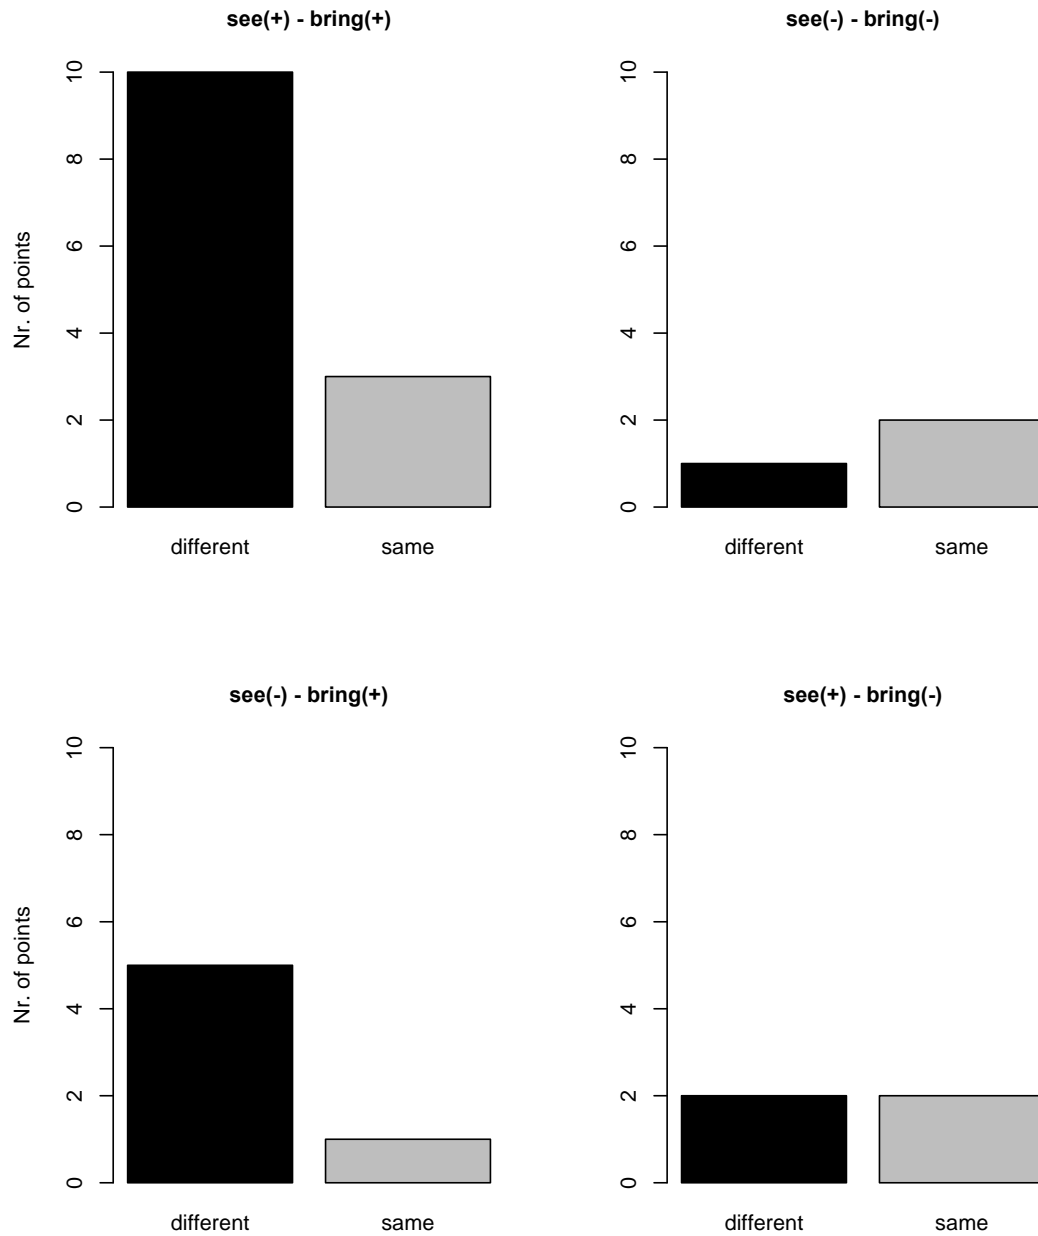 see(+) - bring(+)
Nr. of points
10
8
6
4
2
0
different same
see(-) - bring(-)
10
8
6
4
2
0
different same
see(-) - bring(+)
Nr. of points
10
8
6
4
2
0
different same
see(+) - bring(-)
10
8
6
4
2
0
different same